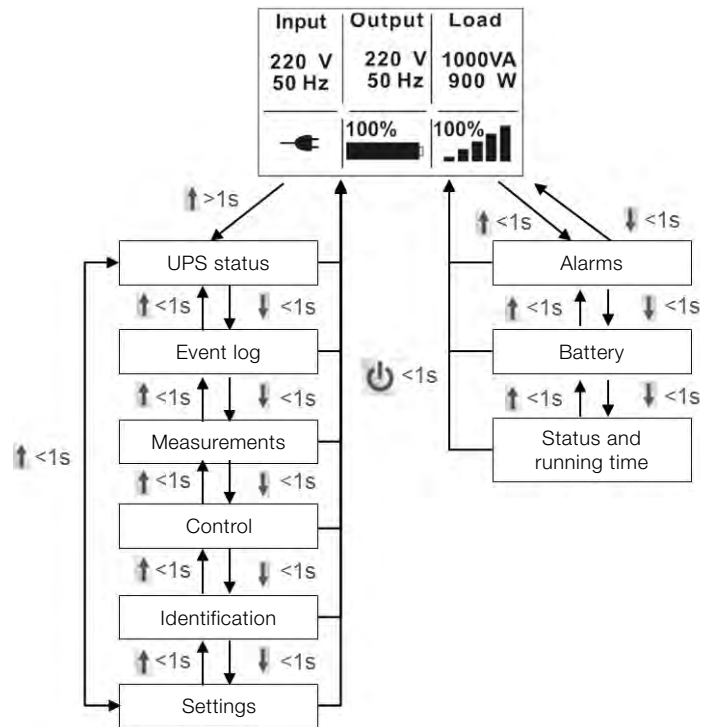 Input Output Load
220 V 220 V 1000VA
50 Hz 50 Hz 900 W
100% 100%
>1s
<1s <1s
UPS status Alarms
<1s <1s <1s <1s
Event log Battery
<1s
<1s <1s <1s <1s
Measurements Status and
running time
<1s
<1s <1s
Control
<1s <1s
Identification
<1s <1s
Settings